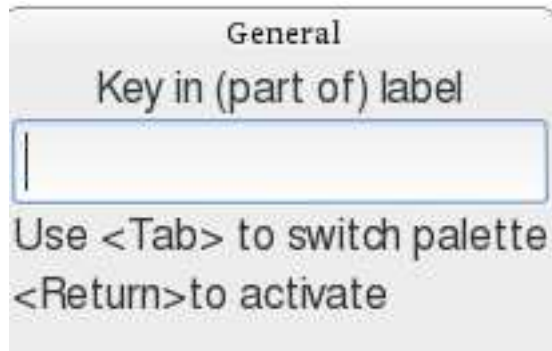 General
Key in (part of) label
Use <Tab> to switch palette
<Return>to activate